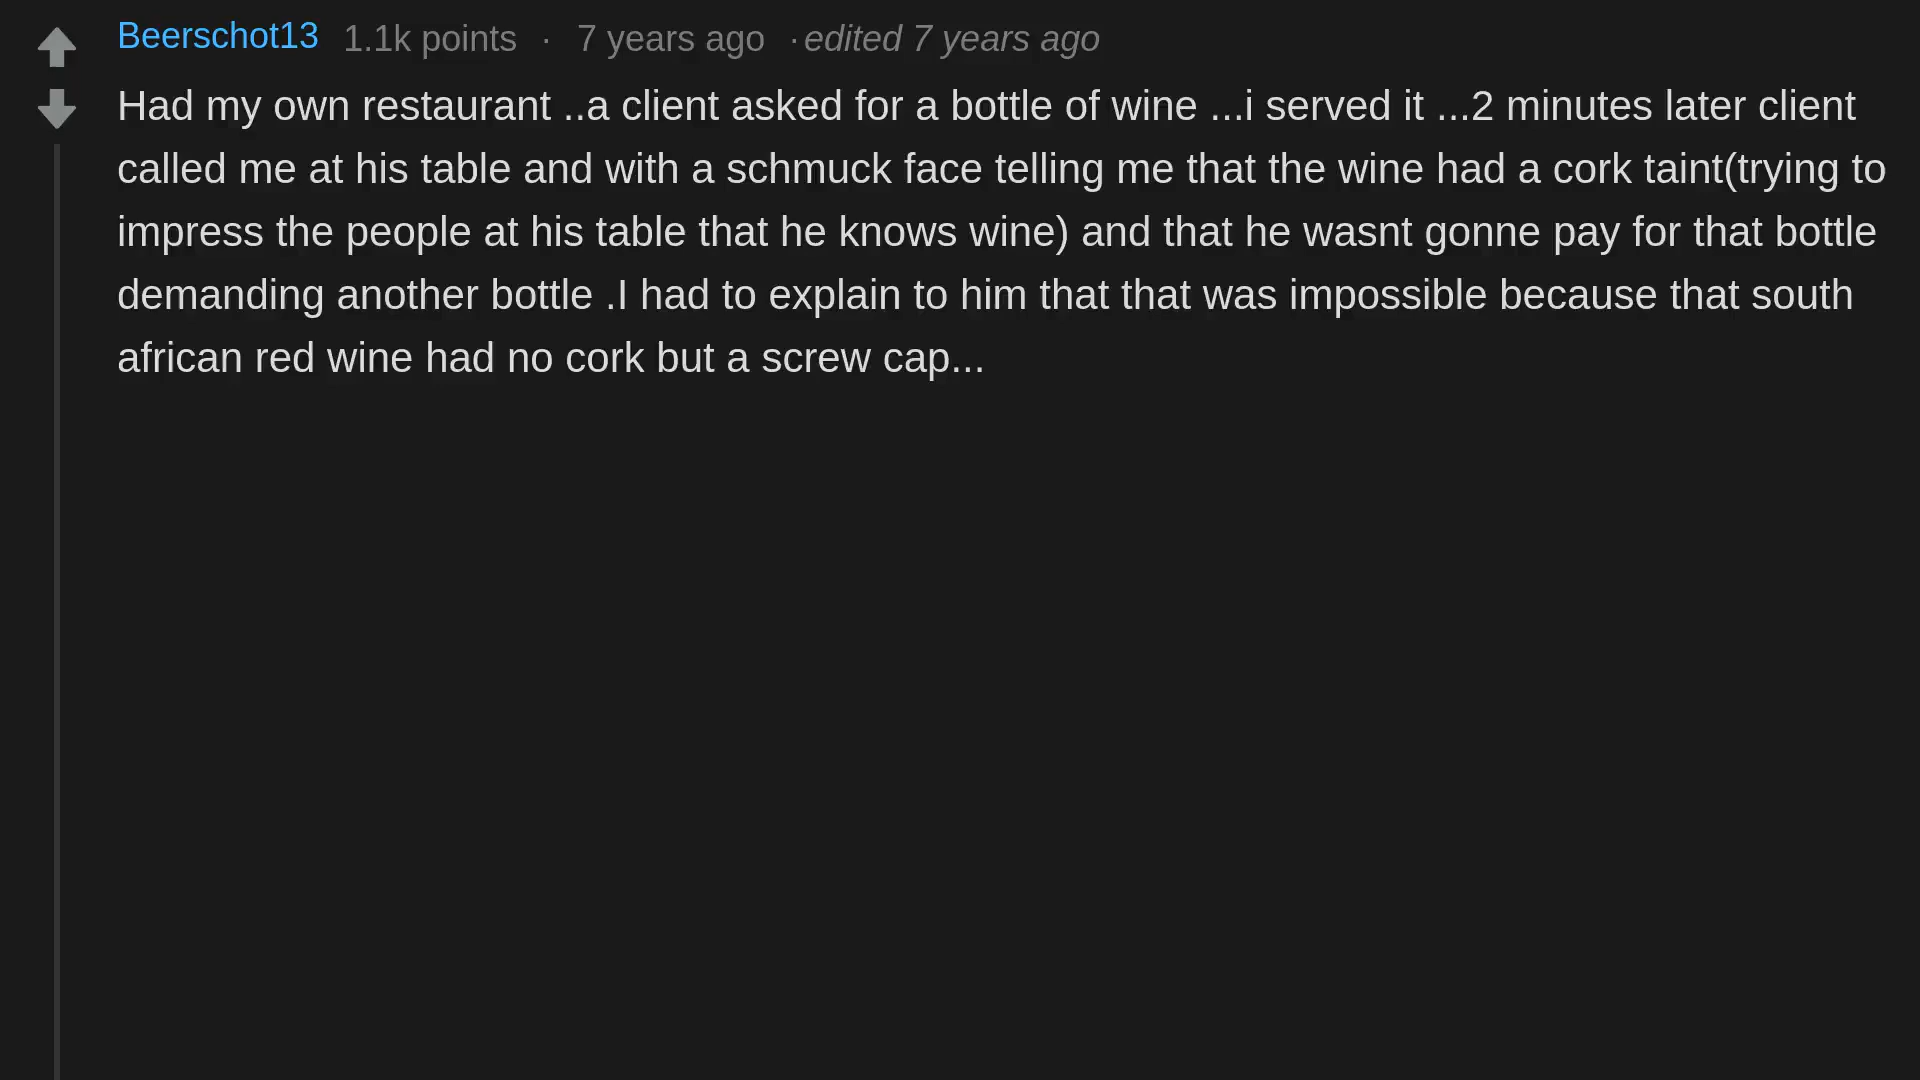 Beerschot13 1.1k points · 7 years ago · edited 7 years ago
Had my own restaurant ..a client asked for a bottle of wine ...i served it ...2 minutes later client
called me at his table and with a schmuck face telling me that the wine had a cork taint(trying to
impress the people at his table that he knows wine) and that he wasnt gonne pay for that bottle
demanding another bottle .I had to explain to him that that was impossible because that south
african red wine had no cork but a screw cap...